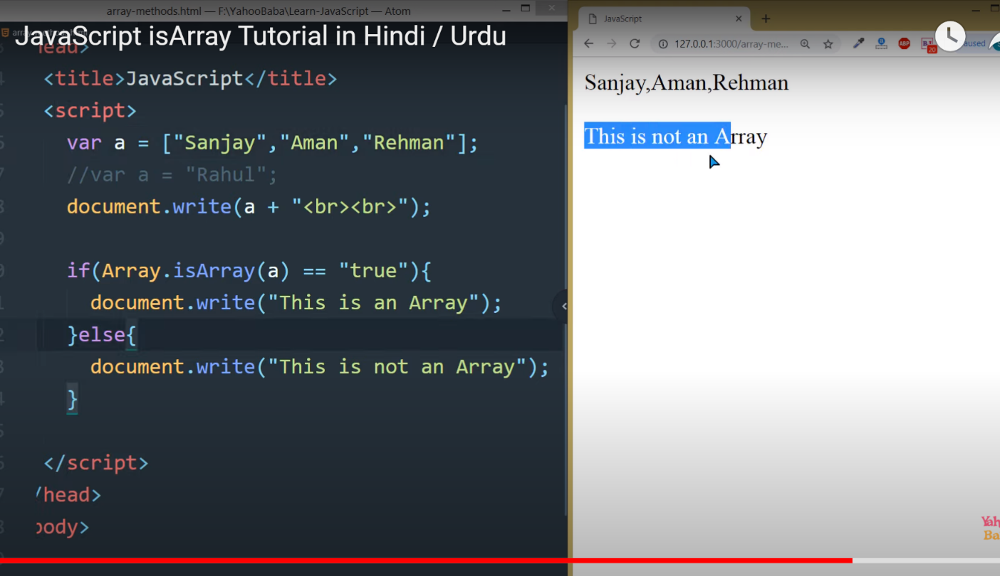 array-methods.html — F:\YahooBaba\Learn-JavaScript — Atom
JavaScript isArray Tutorial in Hindi / Urdu
head>
<title>JavaScript</title>
<script>
var a = ["Sanjay","Aman","Rehman"];
//var a = "Rahul";
document.write(a + "<br><br>");
if(Array.isArray(a) == "true"){
document.write("This is an Array");
}else{
document.write("This is not an Array");
}
</script>
/head>
body>
JavaScript
127.0.0.1:3000/array-me...
ABP
20
Sanjay,Aman,Rehman
This is not an Array
Yah
Ba